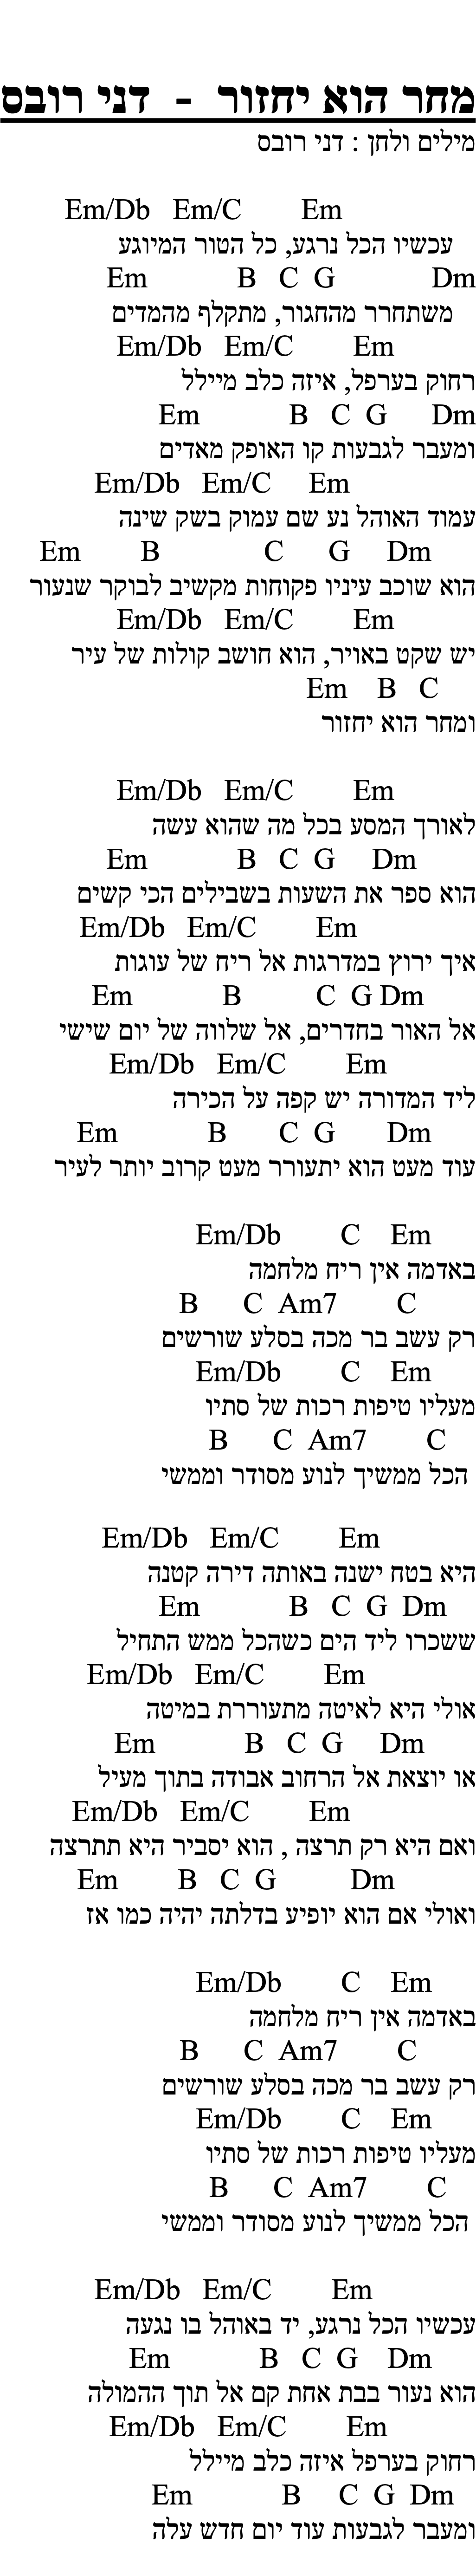 מחר הוא יחזור - דני רובס
מילים ולחן : דני רובס
Em/Db Em/C Em
עכשיו הכל נרגע, כל הטור המיוגע
Em B C G Dm
משתחרר מהחגור, מתקלף מהמדים
Em/Db Em/C Em
רחוק בערפל, איזה כלב מיילל
Em B C G Dm
ומעבר לגבעות קו האופק מאדים
Em/Db Em/C Em
עמוד האוהל נע שם עמוק בשק שינה
Em B C G Dm
הוא שוכב עיניו פקוחות מקשיב לבוקר שנעור
Em/Db Em/C Em
יש שקט באויר, הוא חושב קולות של עיר
Em B C
ומחר הוא יחזור
Em/Db Em/C Em
לאורך המסע בכל מה שהוא עשה
Em B C G Dm
הוא ספר את השעות בשבילים הכי קשים
Em/Db Em/C Em
איך ירוץ במדרגות אל ריח של עוגות
Em B C G Dm
אל האור בחדרים, אל שלווה של יום שישי
Em/Db Em/C Em
ליד המדורה יש קפה על הכירה
Em B C G Dm
עוד מעט הוא יתעורר מעט קרוב יותר לעיר
Em/Db C Em
באדמה אין ריח מלחמה
B C Am7 C
רק עשב בר מכה בסלע שורשים
Em/Db C Em
מעליו טיפות רכות של סתיו
B C Am7 C
הכל ממשיך לנוע מסודר וממשי
Em/Db Em/C Em
היא בטח ישנה באותה דירה קטנה
Em B C G Dm
ששכרו ליד הים כשהכל ממש התחיל
Em/Db Em/C Em
אולי היא לאיטה מתעוררת במיטה
Em B C G Dm
או יוצאת אל הרחוב אבודה בתוך מעיל
Em/Db Em/C Em
ואם היא רק תרצה , הוא יסביר היא תתרצה
Em B C G Dm
ואולי אם הוא יופיע בדלתה יהיה כמו אז
Em/Db C Em
באדמה אין ריח מלחמה
B C Am7 C
רק עשב בר מכה בסלע שורשים
Em/Db C Em
מעליו טיפות רכות של סתיו
B C Am7 C
הכל ממשיך לנוע מסודר וממשי
Em/Db Em/C Em
עכשיו הכל נרגע, יד באוהל בו נגעה
Em B C G Dm
הוא נעור בבת אחת קם אל תוך ההמולה
Em/Db Em/C Em
רחוק בערפל איזה כלב מיילל
Em B C G Dm
ומעבר לגבעות עוד יום חדש עלה